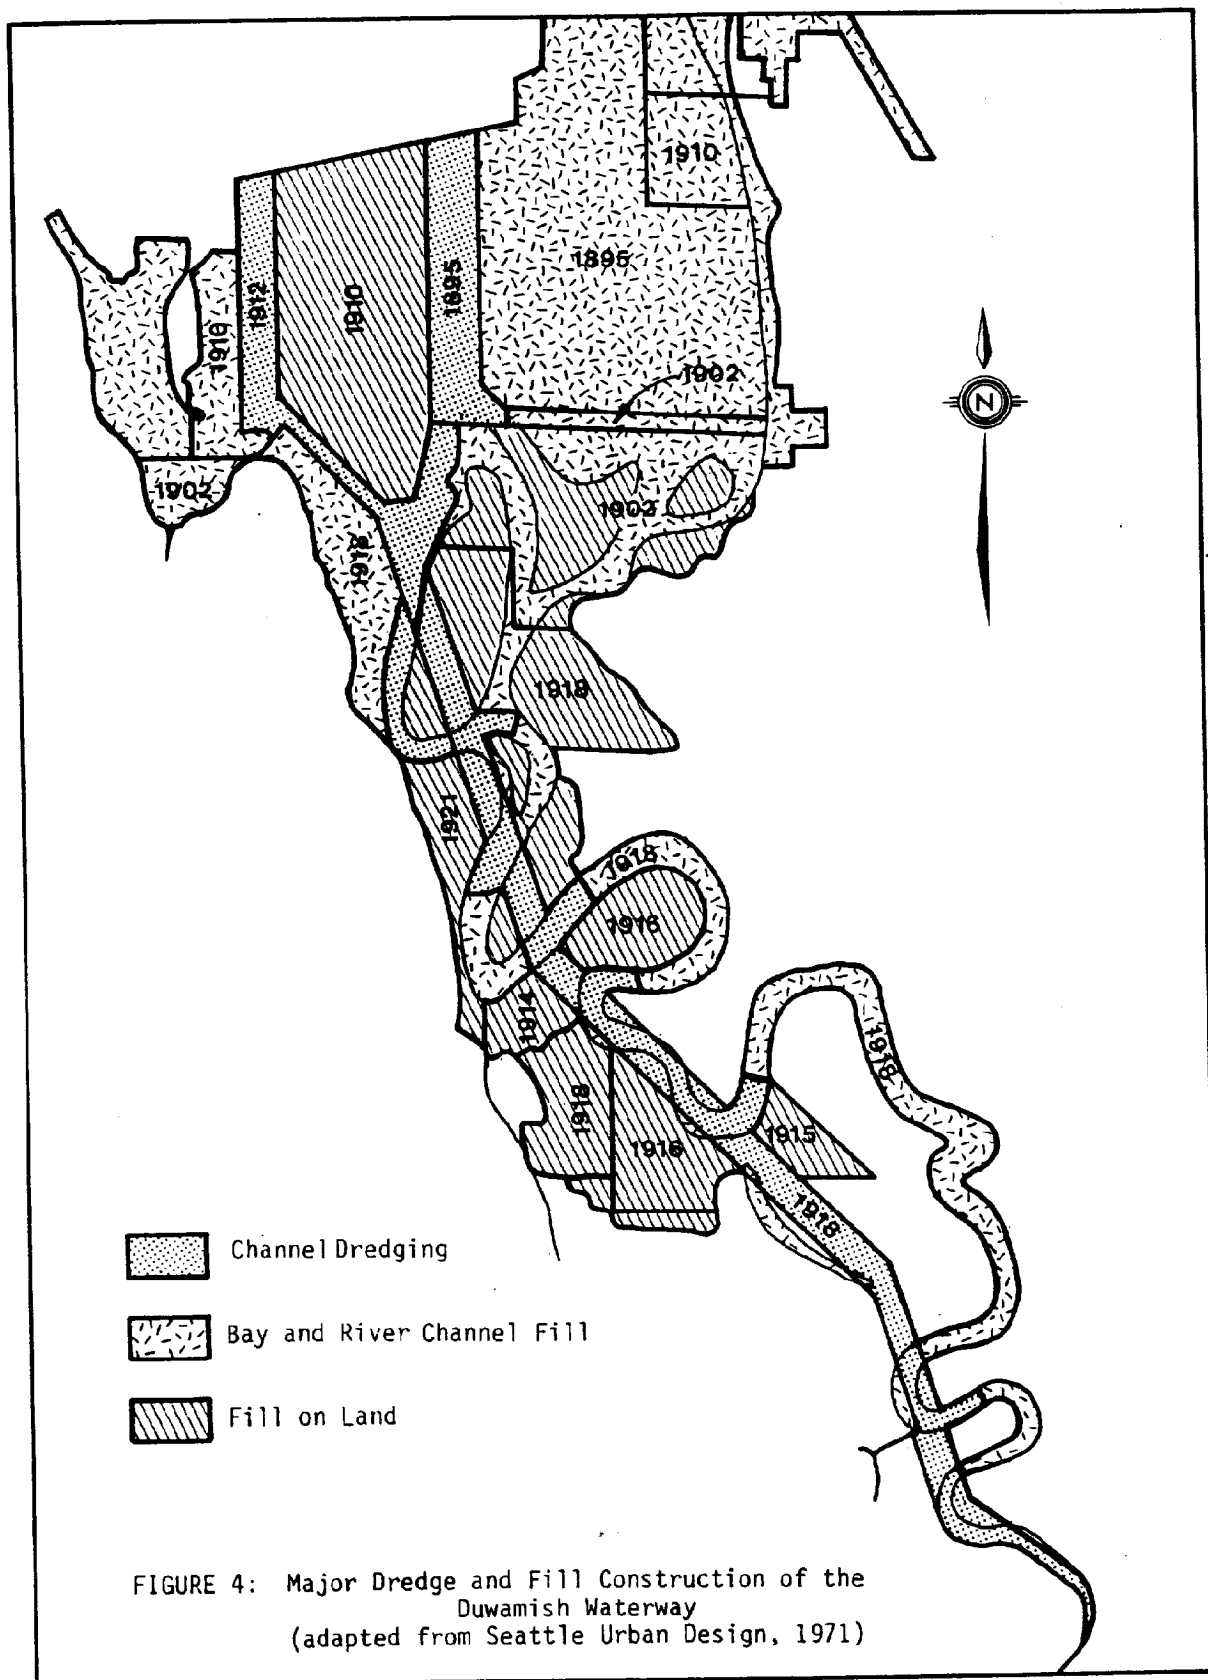 1910
1895
1895
1912
1910
1910
1902
1902
1902
1918
1918
1921
1918
1916
1914
1918
1918
1916
1915
1918
N
Channel Dredging
Bay and River Channel Fill
Fill on Land
FIGURE 4: Major Dredge and Fill Construction of the
Duwamish Waterway
(adapted from Seattle Urban Design, 1971)